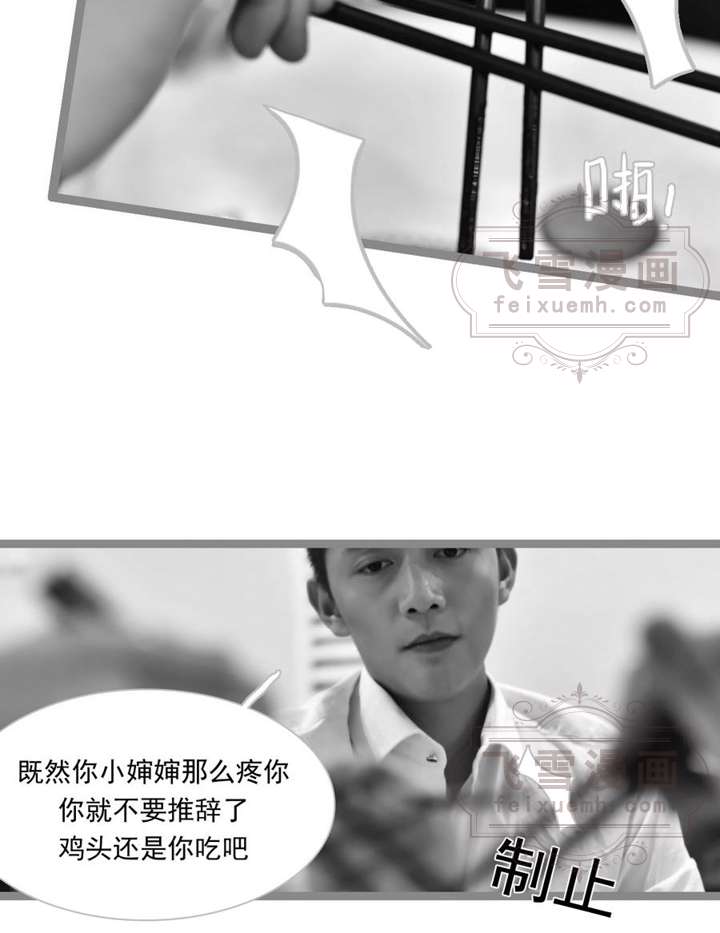 啪!
飞雪漫画
feixuemh.com
既然你小婶婶那么疼你
你就不要推辞了
鸡头还是你吃吧
飞雪漫画
feixuemh.com
制止